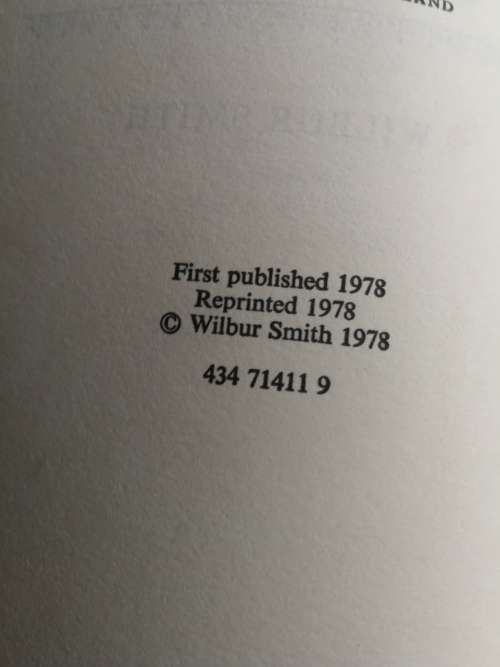 First published 1978
Reprinted 1978
© Wilbur Smith 1978
434 71411 9